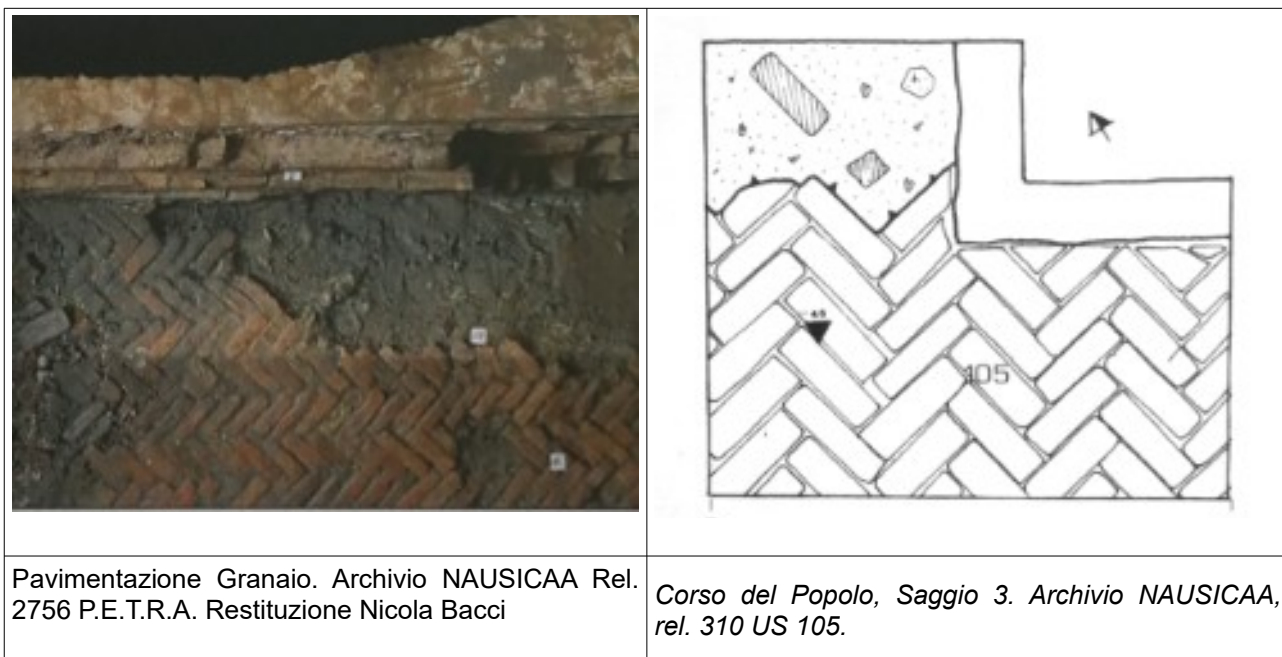 105
Pavimentazione Granaio. Archivio NAUSICAA Rel.
2756 P.E.T.R.A. Restituzione Nicola Bacci
Corso del Popolo, Saggio 3. Archivio NAUSICAA,
rel. 310 US 105.